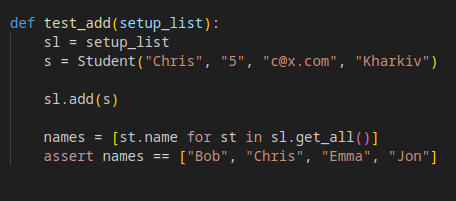 def test_add(setup_list):
    sl = setup_list
    s = Student("Chris", "5", "c@x.com", "Kharkiv")

    sl.add(s)

    names = [st.name for st in sl.get_all()]
    assert names == ["Bob", "Chris", "Emma", "Jon"]